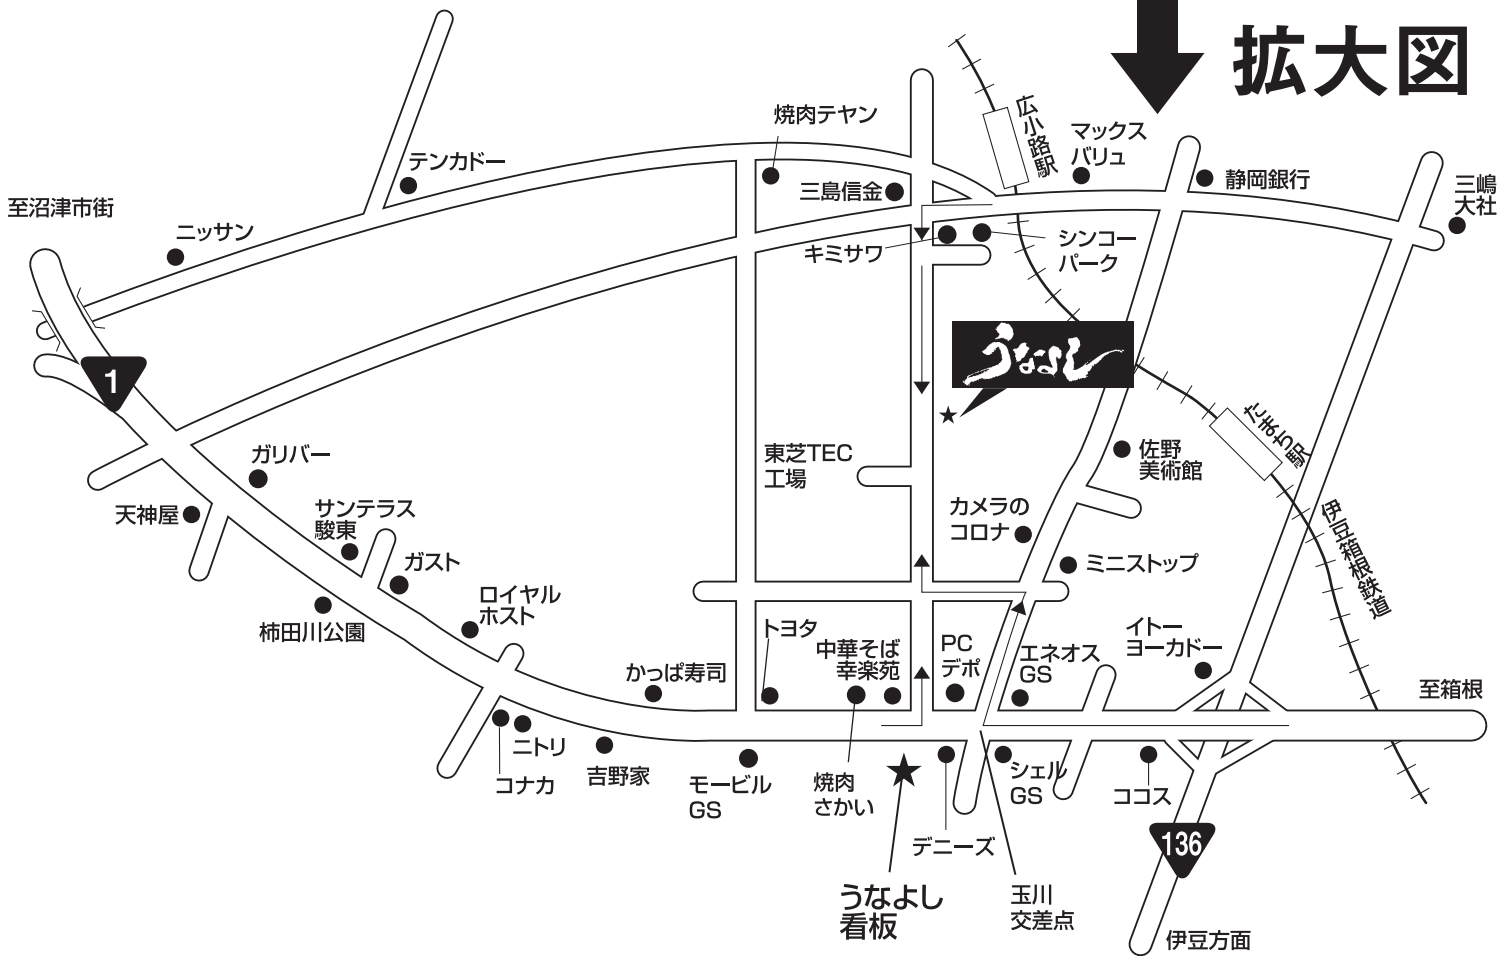 拡大図
広小路駅
マックス
バリュ
焼肉テヤン
テンカドー
三島信金
静岡銀行
三嶋
大社
至沼津市街
ニッサン
キミサワ
シンコー
パーク
うなよし
1
たまち駅
ガリバー
東芝TEC
工場
佐野
美術館
天神屋
サンテラス
駿東
カメラの
コロナ
伊豆箱根鉄道
ガスト
ミニストップ
ロイヤル
ホスト
柿田川公園
トヨタ
中華そば
幸楽苑
PC
デポ
エネオス
GS
イトー
ヨーカドー
かっぱ寿司
至箱根
ニトリ
コナカ
吉野家
モービル
GS
焼肉
さかい
シェル
GS
ココス
デニーズ
136
うなよし
看板
玉川
交差点
伊豆方面